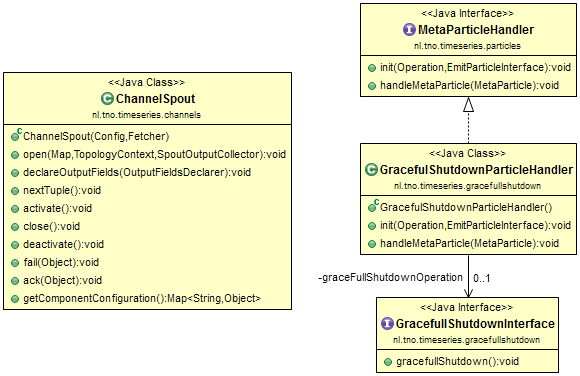 <<Java Class>>
ChannelSpout
nl.tno.timeseries.channels
ChannelSpout(Config,Fetcher)
open(Map,TopologyContext,SpoutOutputCollector):void
declareOutputFields(OutputFieldsDeclarer):void
nextTuple():void
activate():void
close():void
deactivate():void
fail(Object):void
ack(Object):void
getComponentConfiguration():Map<String,Object>
<<Java Interface>>
MetaParticleHandler
nl.tno.timeseries.particles
init(Operation,EmitParticleInterface):void
handleMetaParticle(MetaParticle):void
<<Java Class>>
GracefulShutdownParticleHandler
nl.tno.timeseries.gracefullshutdown
GracefulShutdownParticleHandler()
init(Operation,EmitParticleInterface):void
handleMetaParticle(MetaParticle):void
-graceFullShutdownOperation
0..1
<<Java Interface>>
GracefullShutdownInterface
nl.tno.timeseries.gracefullshutdown
gracefullShutdown():void